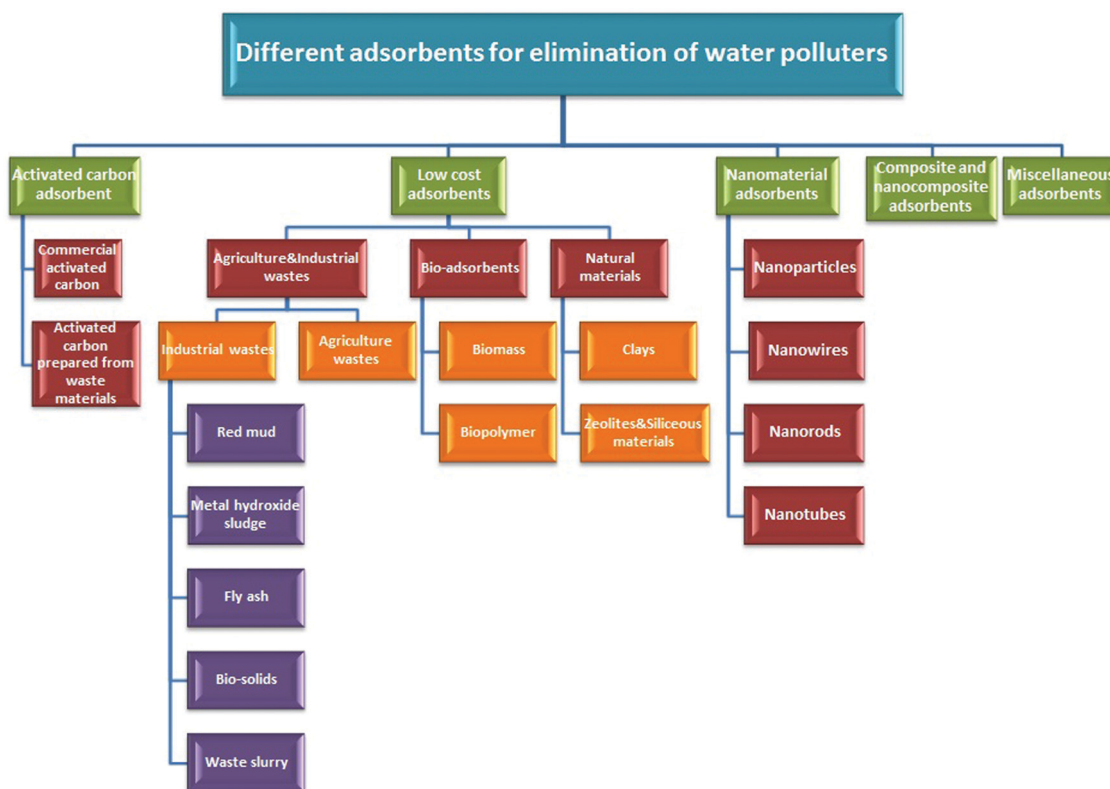 Different adsorbents for elimination of water polluters
Activated carbon
adsorbent
Low cost
adsorbents
Nanomaterial
adsorbents
Composite and
nanocomposite
adsorbents
Miscellaneous
adsorbents
Commercial
activated
carbon
Activated
carbon
prepared from
waste
materials
Agriculture&Industrial
wastes
Bio-adsorbents
Natural
materials
Industrial wastes
Agriculture
wastes
Red mud
Metal hydroxide
sludge
Fly ash
Bio-solids
Waste slurry
Biomass
Biopolymer
Clays
Zeolites&Siliceous
materials
Nanoparticles
Nanowires
Nanorods
Nanotubes